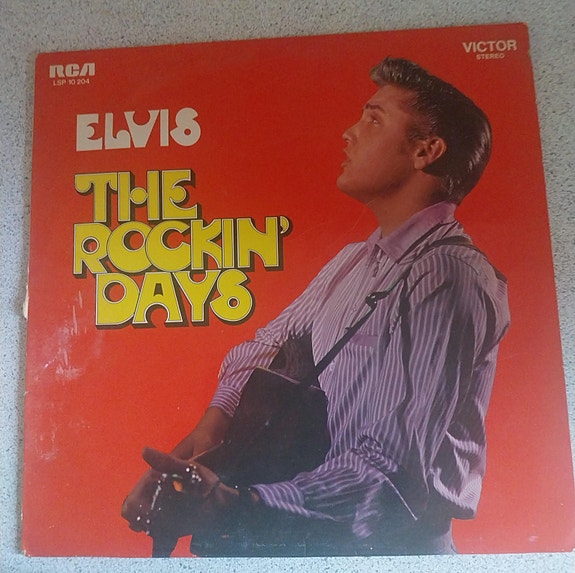 RCA
LSP 10 204
VICTOR
STEREO
ELVIS
THE
ROCKIN'
DAYS